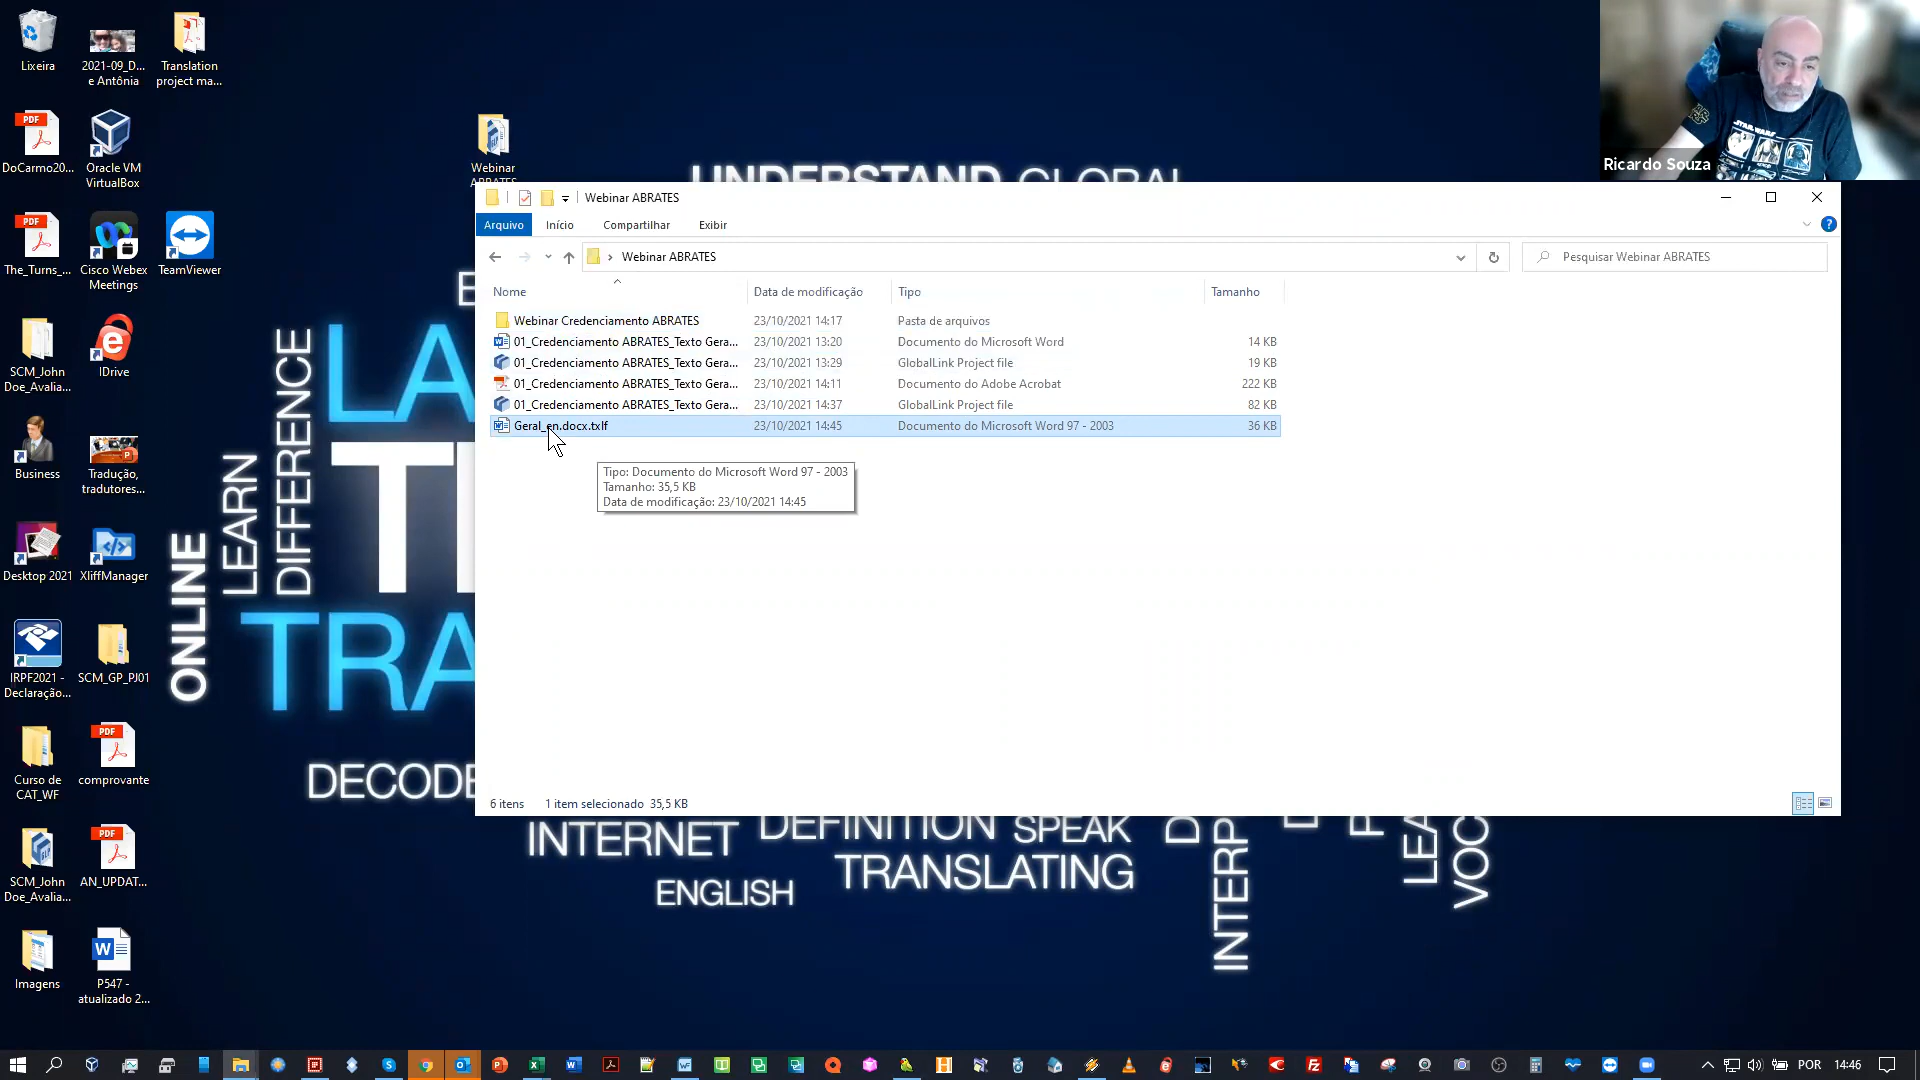 Lixeira
2021-09_D...
e Antônia
Translation
project ma...
PDF
DoCarmo20...
Oracle VM
VirtualBox
Webinar
PDF
The_Turns_...
Cisco Webex
Meetings
TeamViewer
SCM_John
Doe_Avalia...
IDrive
Business
Tradução,
tradutores...
Desktop 2021
XliffManager
IRPF2021 -
Declaração...
SCM_GP_PJ01
Curso de
CAT_WF
PDF
comprovante
SCM_John
Doe_Avalia...
PDF
AN_UPDAT...
Imagens
P547 -
atualizado 2...
Ricardo Souza
STAR WARS
UNDERSTAND GLOBAL
LEARN
DIFFERENCE
ONLINE
LA
TRA
DECODE
INTERNET
DEFINITION
SPEAK
TRANSLATING
ENGLISH
INTERP
LEA
VOC
Webinar ABRATES
Arquivo Início Compartilhar Exibir
Webinar ABRATES
Pesquisar Webinar ABRATES
Nome Data de modificação Tipo Tamanho
Webinar Credenciamento ABRATES 23/10/2021 14:17 Pasta de arquivos
01_Credenciamento ABRATES_Texto Gera... 23/10/2021 13:20 Documento do Microsoft Word 14 KB
01_Credenciamento ABRATES_Texto Gera... 23/10/2021 13:29 GlobalLink Project file 19 KB
01_Credenciamento ABRATES_Texto Gera... 23/10/2021 14:11 Documento do Adobe Acrobat 222 KB
01_Credenciamento ABRATES_Texto Gera... 23/10/2021 14:37 GlobalLink Project file 82 KB
Geral_en.docx.txlf 23/10/2021 14:45 Documento do Microsoft Word 97 - 2003 36 KB
Tipo: Documento do Microsoft Word 97 - 2003
Tamanho: 35,5 KB
Data de modificação: 23/10/2021 14:45
6 itens 1 item selecionado 35,5 KB
POR 14:46